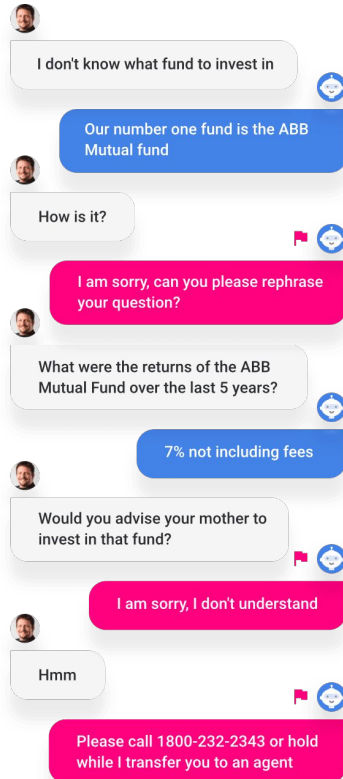 I don't know what fund to invest in
Our number one fund is the ABB
Mutual fund
How is it?
I am sorry, can you please rephrase
your question?
What were the returns of the ABB
Mutual Fund over the last 5 years?
7% not including fees
Would you advise your mother to
invest in that fund?
I am sorry, I don't understand
Hmm
Please call 1800-232-2343 or hold
while I transfer you to an agent